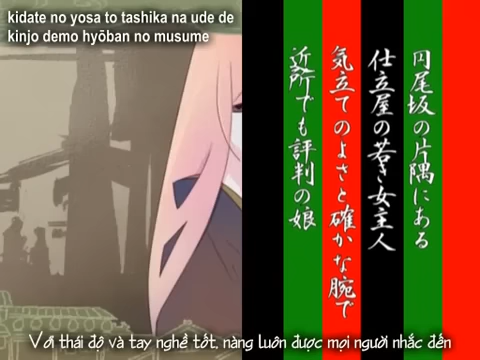 kidate no yosa to tashika na ude de
kinjo demo hyōban no musume
円尾坂の片隅にある
仕立屋の若き女主人
気立てのよさと確かな腕で
近所でも評判の娘
Với thái độ và tay nghề tốt, nàng luôn được mọi người nhắc đến